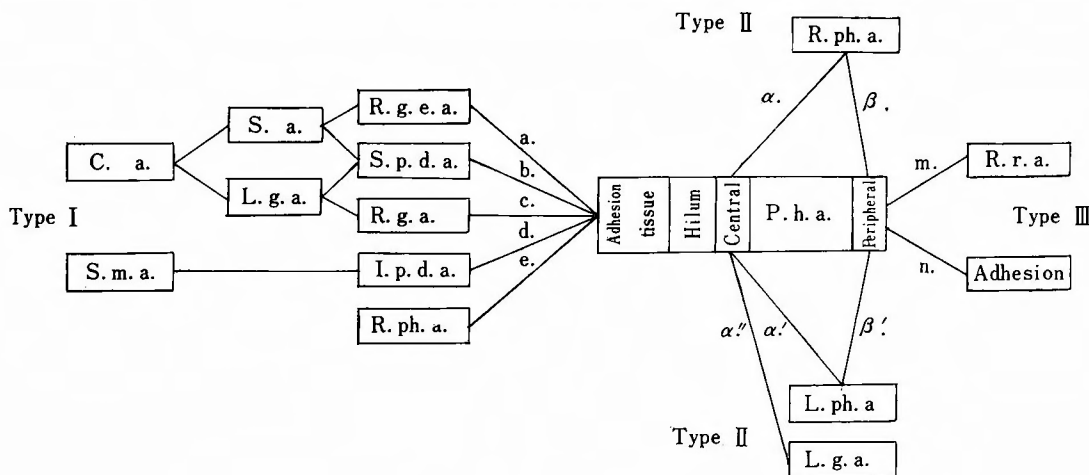 Type Ⅱ
R. ph. a.
α.
β.
R. g. e. a.
S. a.
a.
C. a.
S. p. d. a.
b.
m.
R. r. a.
L. g. a.
R. g. a.
c.
Adhesion
tissue
Hilum
Central
P. h. a.
Peripheral
Type Ⅰ
Type Ⅲ
d.
S. m. a.
I. p. d. a.
e.
n.
Adhesion
R. ph. a.
α."
α.'
β.'
L. ph. a
Type Ⅱ
L. g. a.